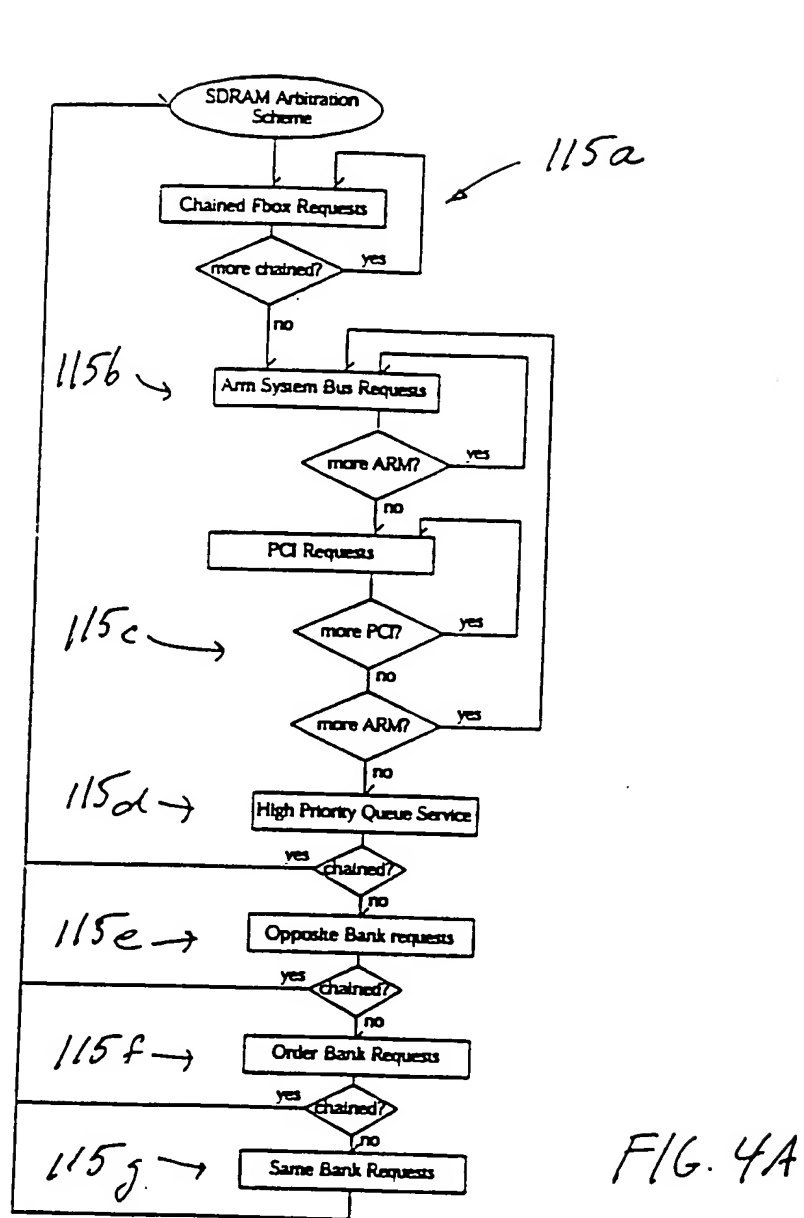 SDRAM Arbitration
Scheme
115a
Chained Fbox Requests
more chained?
yes
no
115b
Arm System Bus Requests
more ARM?
yes
no
PCI Requests
115c
more PCI?
yes
no
more ARM?
yes
no
115d
High Priority Queue Service
yes
chained?
no
115e
Opposite Bank requests
yes
chained?
no
115f
Order Bank Requests
yes
chained?
no
115g
Same Bank Requests
FIG. 4A